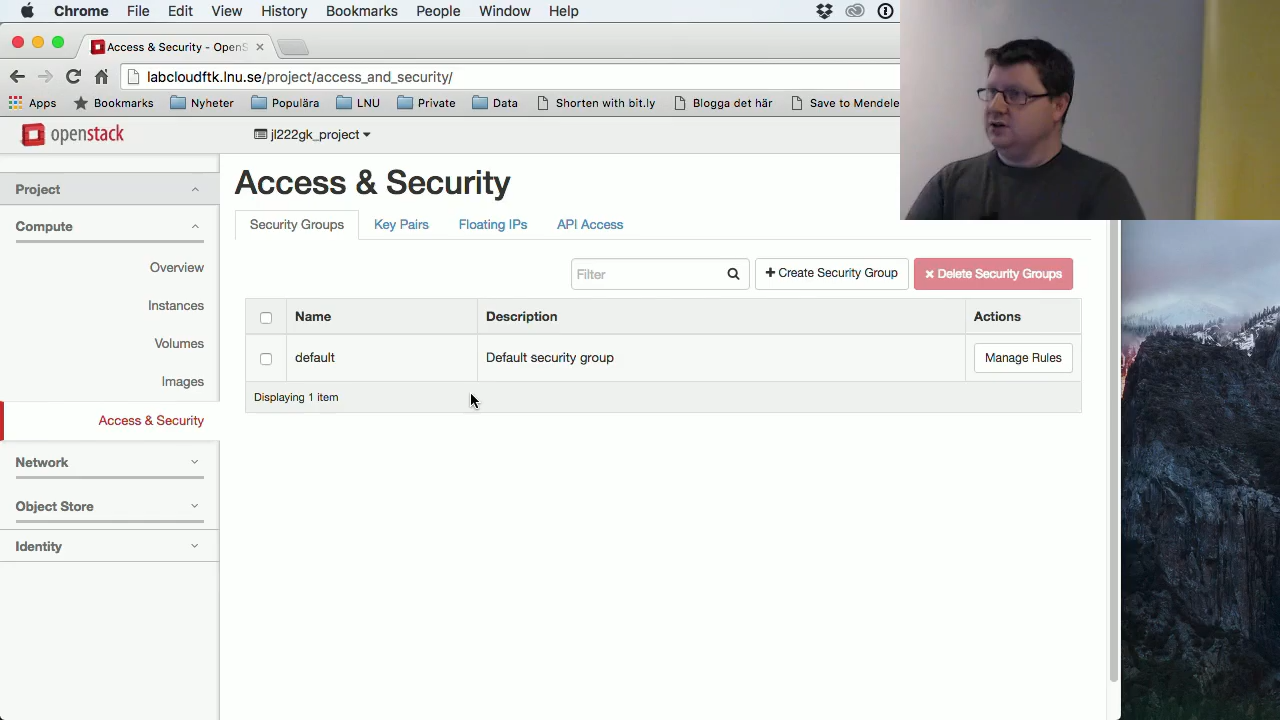 Chrome File Edit View History Bookmarks People Window Help
Access & Security - OpenS
labcloudftk.lnu.se/project/access_and_security/
Apps Bookmarks Nyheter Populära LNU Private Data Shorten with bit.ly Blogga det här Save to Mendele
openstack jl222gk_project
Project
Compute
Overview
Instances
Volumes
Images
Access & Security
Network
Object Store
Identity
Access & Security
Security Groups Key Pairs Floating IPs API Access
Filter Create Security Group Delete Security Groups
Name Description Actions
default Default security group Manage Rules
Displaying 1 item